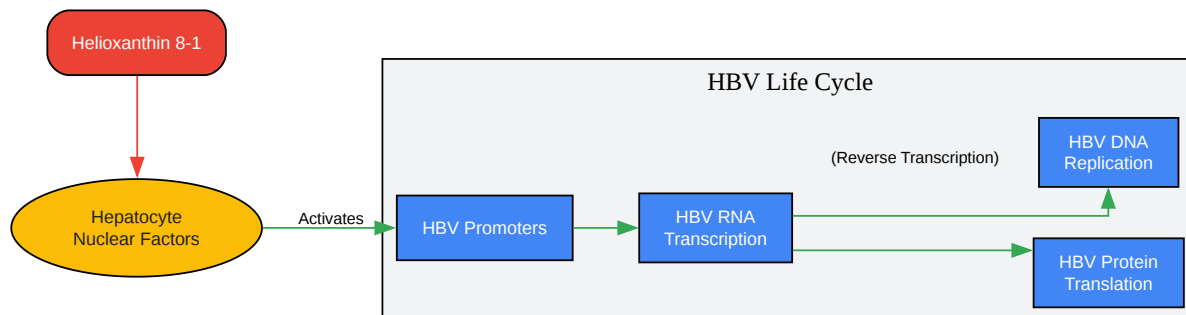 Helioxanthin 8-1
HBV Life Cycle
Hepatocyte
Nuclear Factors
Activates
HBV Promoters
HBV RNA
Transcription
(Reverse Transcription)
HBV DNA
Replication
HBV Protein
Translation